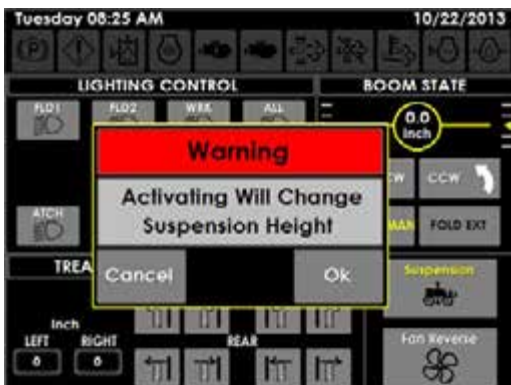 Tuesday 08:25 AM 10/22/2013
LIGHTING CONTROL BOOM STATE
FLD1 FLD2 WRK ALL
0.0
Inch
Warning
CCW
Activating Will Change
Suspension Height
ATCH MAN FOLD EXT
TREA
Cancel Ok
Suspension
Inch
LEFT RIGHT REAR
0 0
Fan Reverse